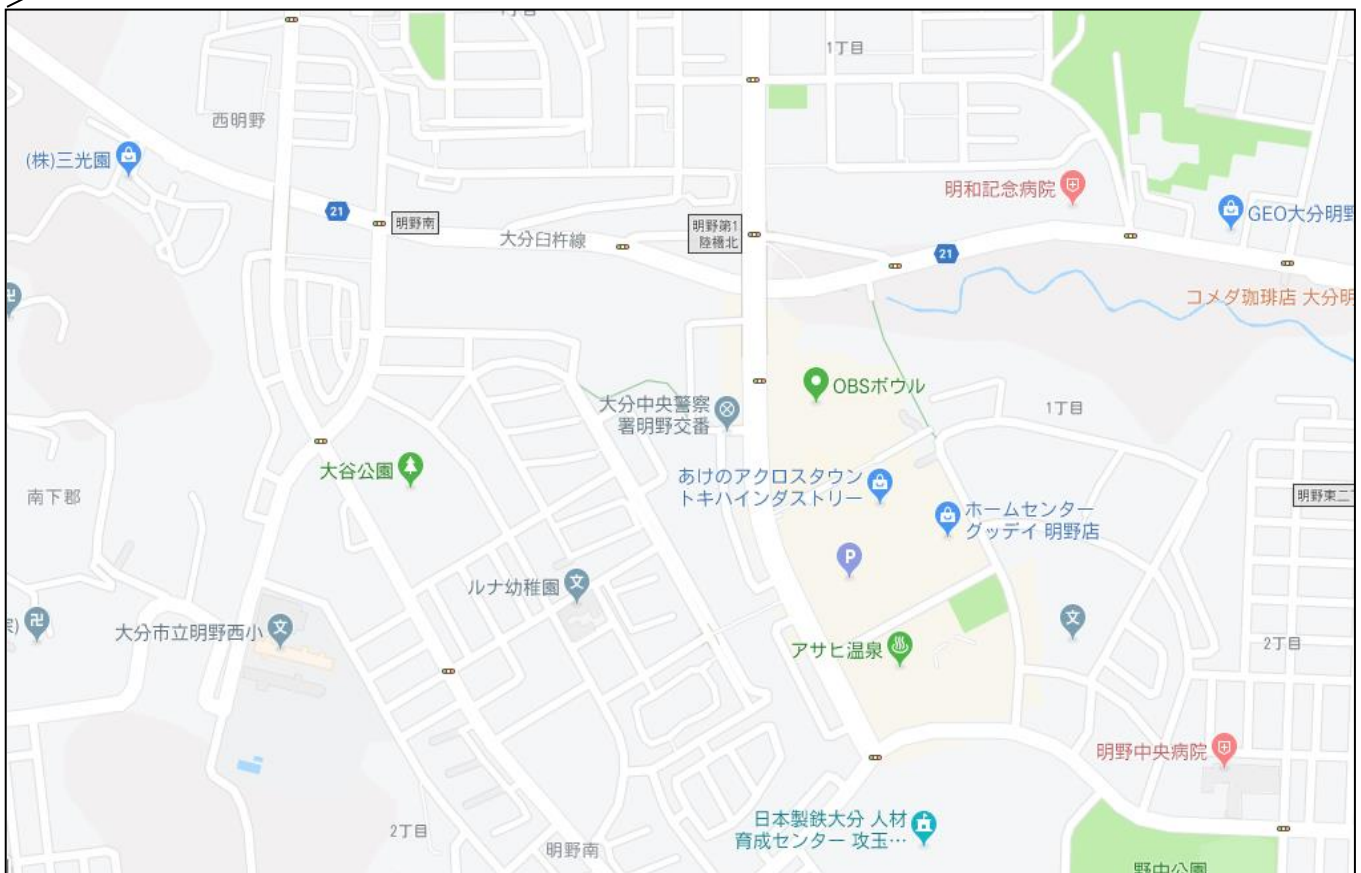 1丁目
西明野
(株)三光園
21
明野南
大分臼杵線
明野第1
陸橋北
明和記念病院
21
GEO大分明野
コメダ珈琲店 大分明
OBSボウル
1丁目
大分中央警察
署明野交番
大谷公園
南下郡
あけのアクロスタウン
トキハインダストリー
ホームセンター
グッデイ 明野店
明野東二
P
ルナ幼稚園
文
文
大分市立明野西小
文
アサヒ温泉
2丁目
明野中央病院
日本製鉄大分 人材
育成センター 攻玉…
2丁目
明野南
野中公園